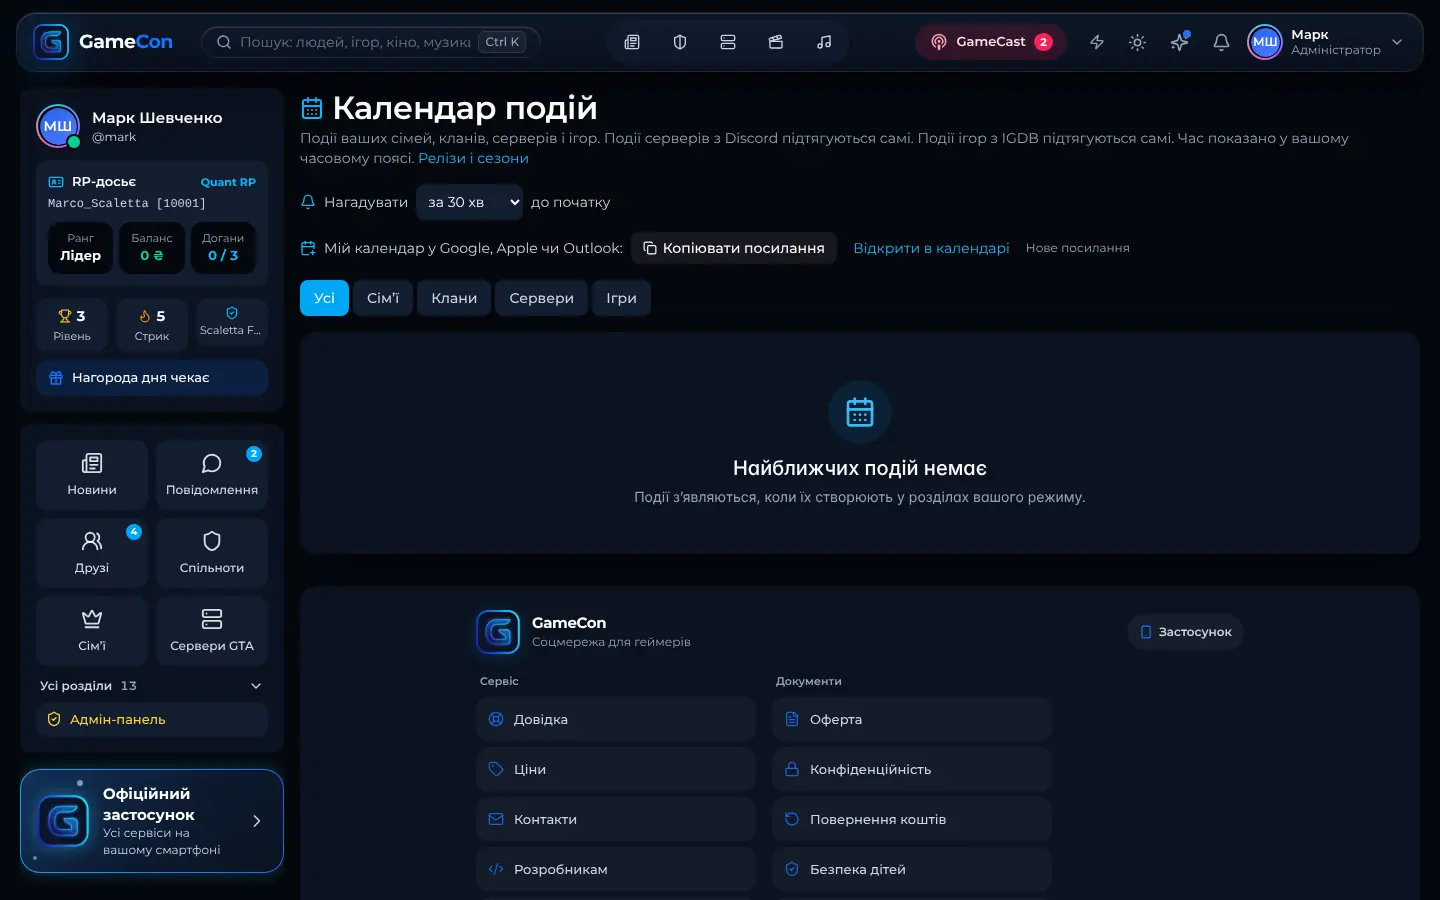 GameCon
Пошук: людей, ігор, кіно, музики
Ctrl K
GameCast 2
МШ
Марк
Адміністратор
МШ
Марк Шевченко
@mark
RP-досьє
Quant RP
Marco_Scaletta [10001]
Ранг
Лідер
Баланс
0 ₴
Догани
0 / 3
3
Рівень
5
Стрик
Scaletta F...
Нагорода дня чекає
Новини
Повідомлення
2
Друзі
4
Спільноти
Сім'ї
Сервери GTA
Усі розділи 13
Адмін-панель
Офіційний
застосунок
Усі сервіси на
вашому смартфоні
Календар подій
Події ваших сімей, кланів, серверів і ігор. Події серверів з Discord підтягуються самі. Події ігор з IGDB підтягуються самі. Час показано у вашому
часовому поясі. Релізи і сезони
Нагадувати
за 30 хв
до початку
Мій календар у Google, Apple чи Outlook:
Копіювати посилання
Відкрити в календарі
Нове посилання
Усі
Сім'ї
Клани
Сервери
Ігри
Найближчих подій немає
Події з'являються, коли їх створюють у розділах вашого режиму.
GameCon
Соцмережа для геймерів
Застосунок
Сервіс
Довідка
Ціни
Контакти
Розробникам
Документи
Оферта
Конфіденційність
Повернення коштів
Безпека дітей